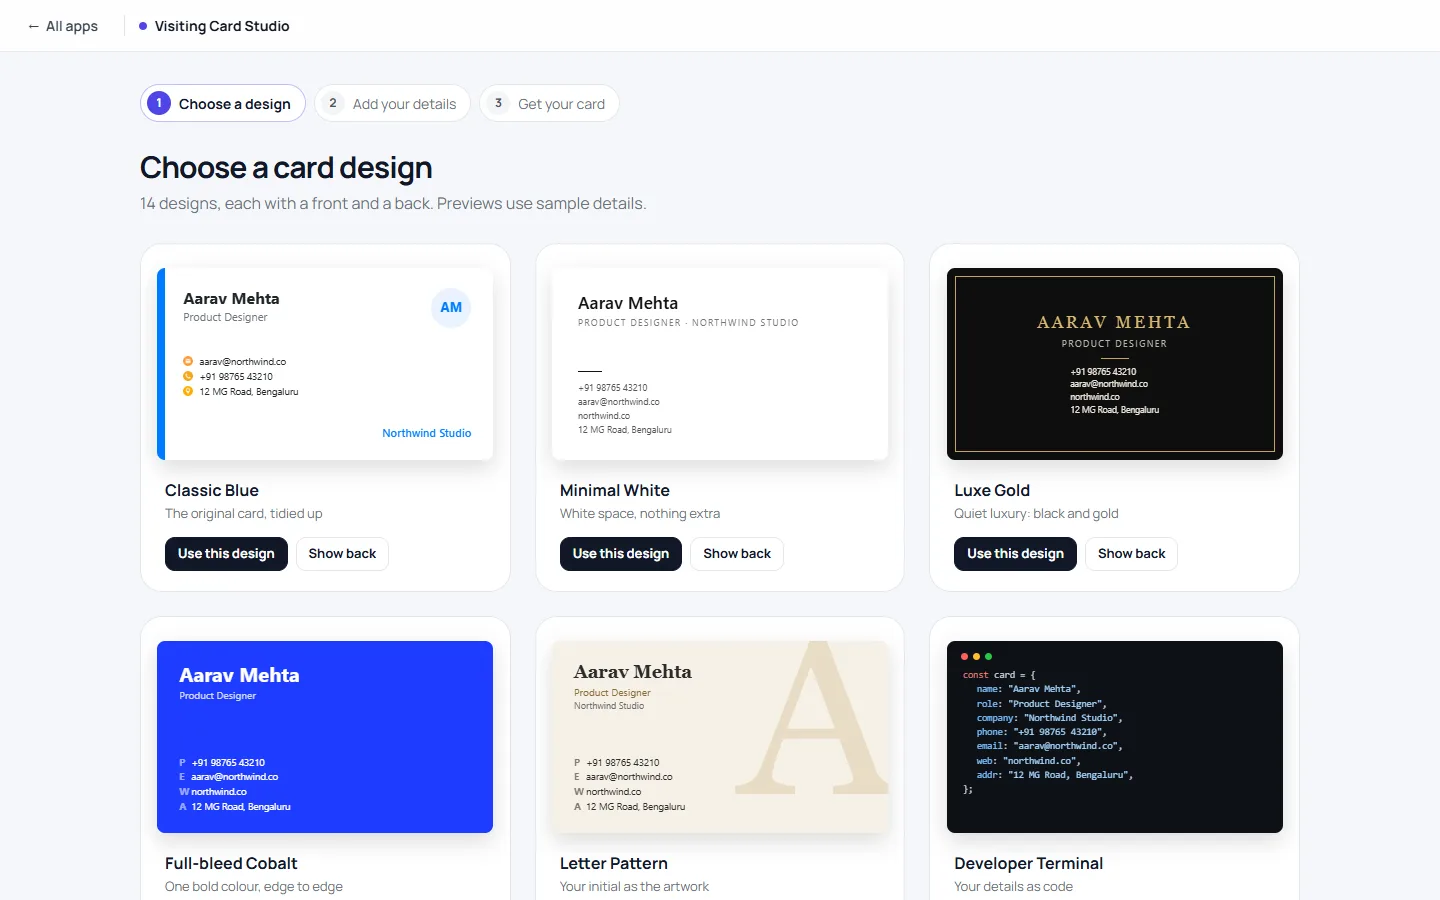 ← All apps
Visiting Card Studio
1 Choose a design
2 Add your details
3 Get your card
Choose a card design
14 designs, each with a front and a back. Previews use sample details.
Aarav Mehta
Product Designer
AM
aarav@northwind.co
+91 98765 43210
12 MG Road, Bengaluru
Northwind Studio
Classic Blue
The original card, tidied up
Use this design
Show back
Aarav Mehta
PRODUCT DESIGNER · NORTHWIND STUDIO
+91 98765 43210
aarav@northwind.co
northwind.co
12 MG Road, Bengaluru
Minimal White
White space, nothing extra
Use this design
Show back
AARAV MEHTA
PRODUCT DESIGNER
+91 98765 43210
aarav@northwind.co
northwind.co
12 MG Road, Bengaluru
Luxe Gold
Quiet luxury: black and gold
Use this design
Show back
Aarav Mehta
Product Designer
P +91 98765 43210
E aarav@northwind.co
W northwind.co
A 12 MG Road, Bengaluru
Full-bleed Cobalt
One bold colour, edge to edge
Aarav Mehta
Product Designer
Northwind Studio
A
P +91 98765 43210
E aarav@northwind.co
W northwind.co
A 12 MG Road, Bengaluru
Letter Pattern
Your initial as the artwork
const card = {
name: "Aarav Mehta",
role: "Product Designer",
company: "Northwind Studio",
phone: "+91 98765 43210",
email: "aarav@northwind.co",
web: "northwind.co",
addr: "12 MG Road, Bengaluru",
};
Developer Terminal
Your details as code